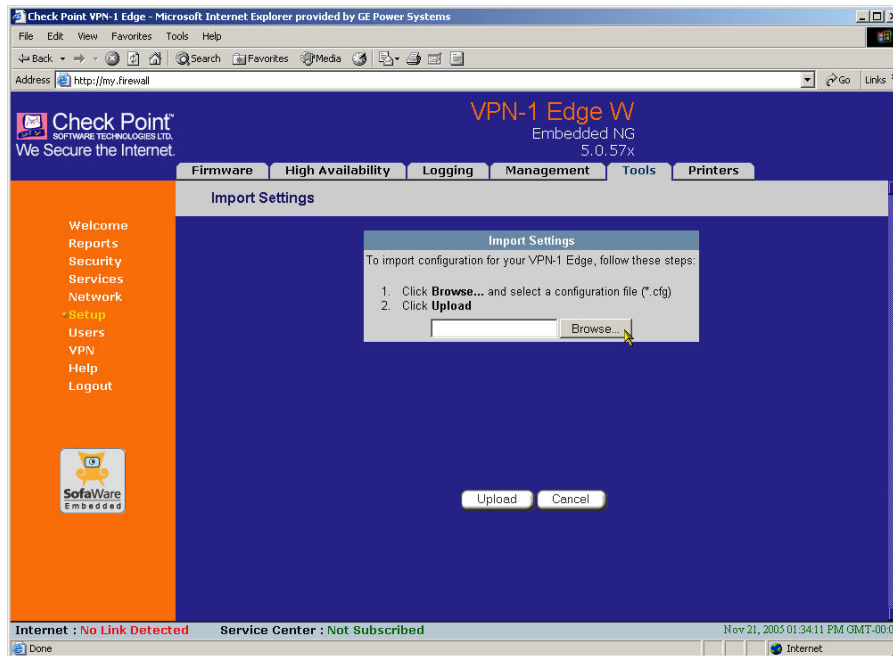 Check Point VPN-1 Edge - Microsoft Internet Explorer provided by GE Power Systems
File Edit View Favorites Tools Help
Back Search Favorites Media
Address http://my.firewall Go Links
Check Point™
SOFTWARE TECHNOLOGIES LTD.
We Secure the Internet.
VPN-1 Edge W
Embedded NG
5.0.57x
Firmware High Availability Logging Management Tools Printers
Import Settings
Welcome
Reports
Security
Services
Network
Setup
Users
VPN
Help
Logout
Import Settings
To import configuration for your VPN-1 Edge, follow these steps:
1. Click Browse... and select a configuration file (*.cfg)
2. Click Upload
Browse...
SofaWare
Embedded
Upload Cancel
Internet : No Link Detected Service Center : Not Subscribed Nov 21, 2005 01:34:11 PM GMT-00:0
Done Internet